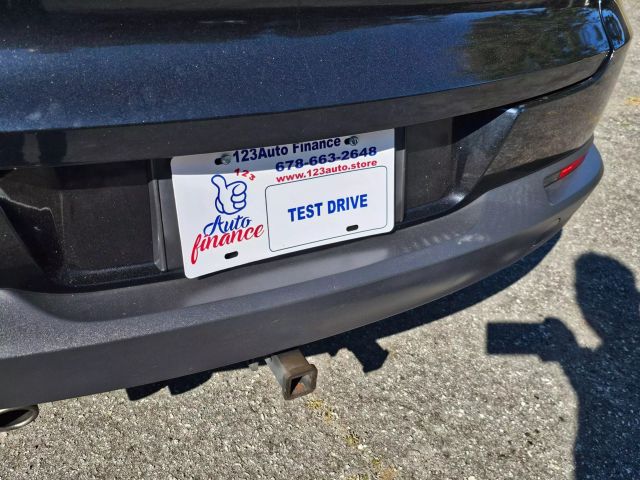 123Auto Finance
678-663-2648
www.123auto.store
123
Auto
finance
TEST DRIVE